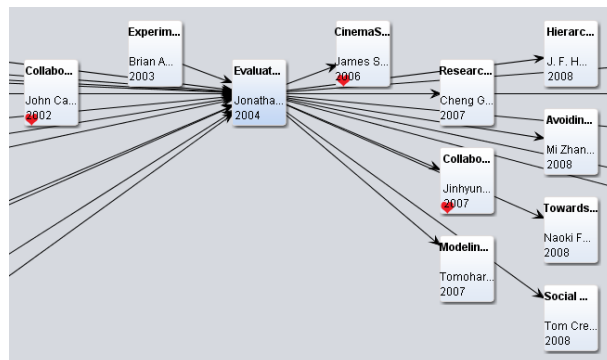 Experim...
Brian A...
2003
CinemaS...
James S...
2006
Hierarc...
J. F. H...
2008
Collabo...
John Ca...
2002
Evaluat...
Jonatha...
2004
Researc...
Cheng G...
2007
Avoidin...
Mi Zhan...
2008
Collabo...
Jinhyun...
2007
Towards...
Naoki F...
2008
Modelin...
Tomohar...
2007
Social ...
Tom Cre...
2008